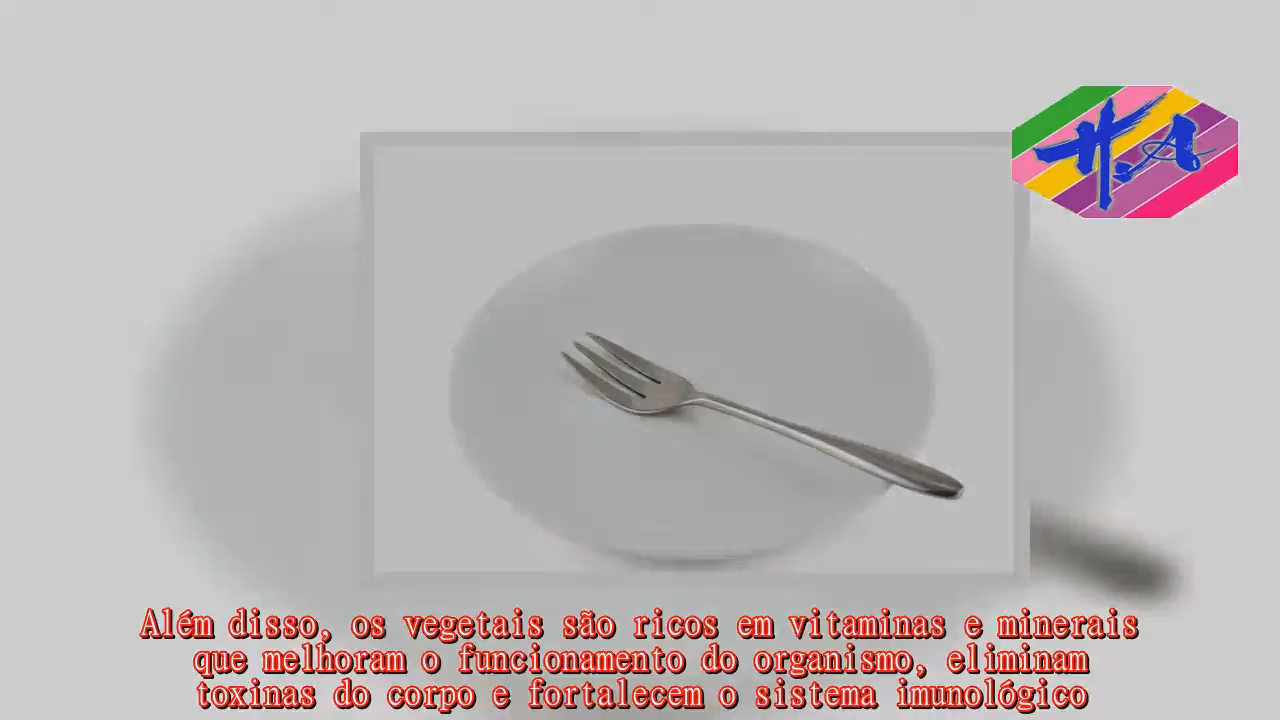 H.A
Além disso, os vegetais são ricos em vitaminas e minerais
que melhoram o funcionamento do organismo, eliminam
toxinas do corpo e fortalecem o sistema imunológico